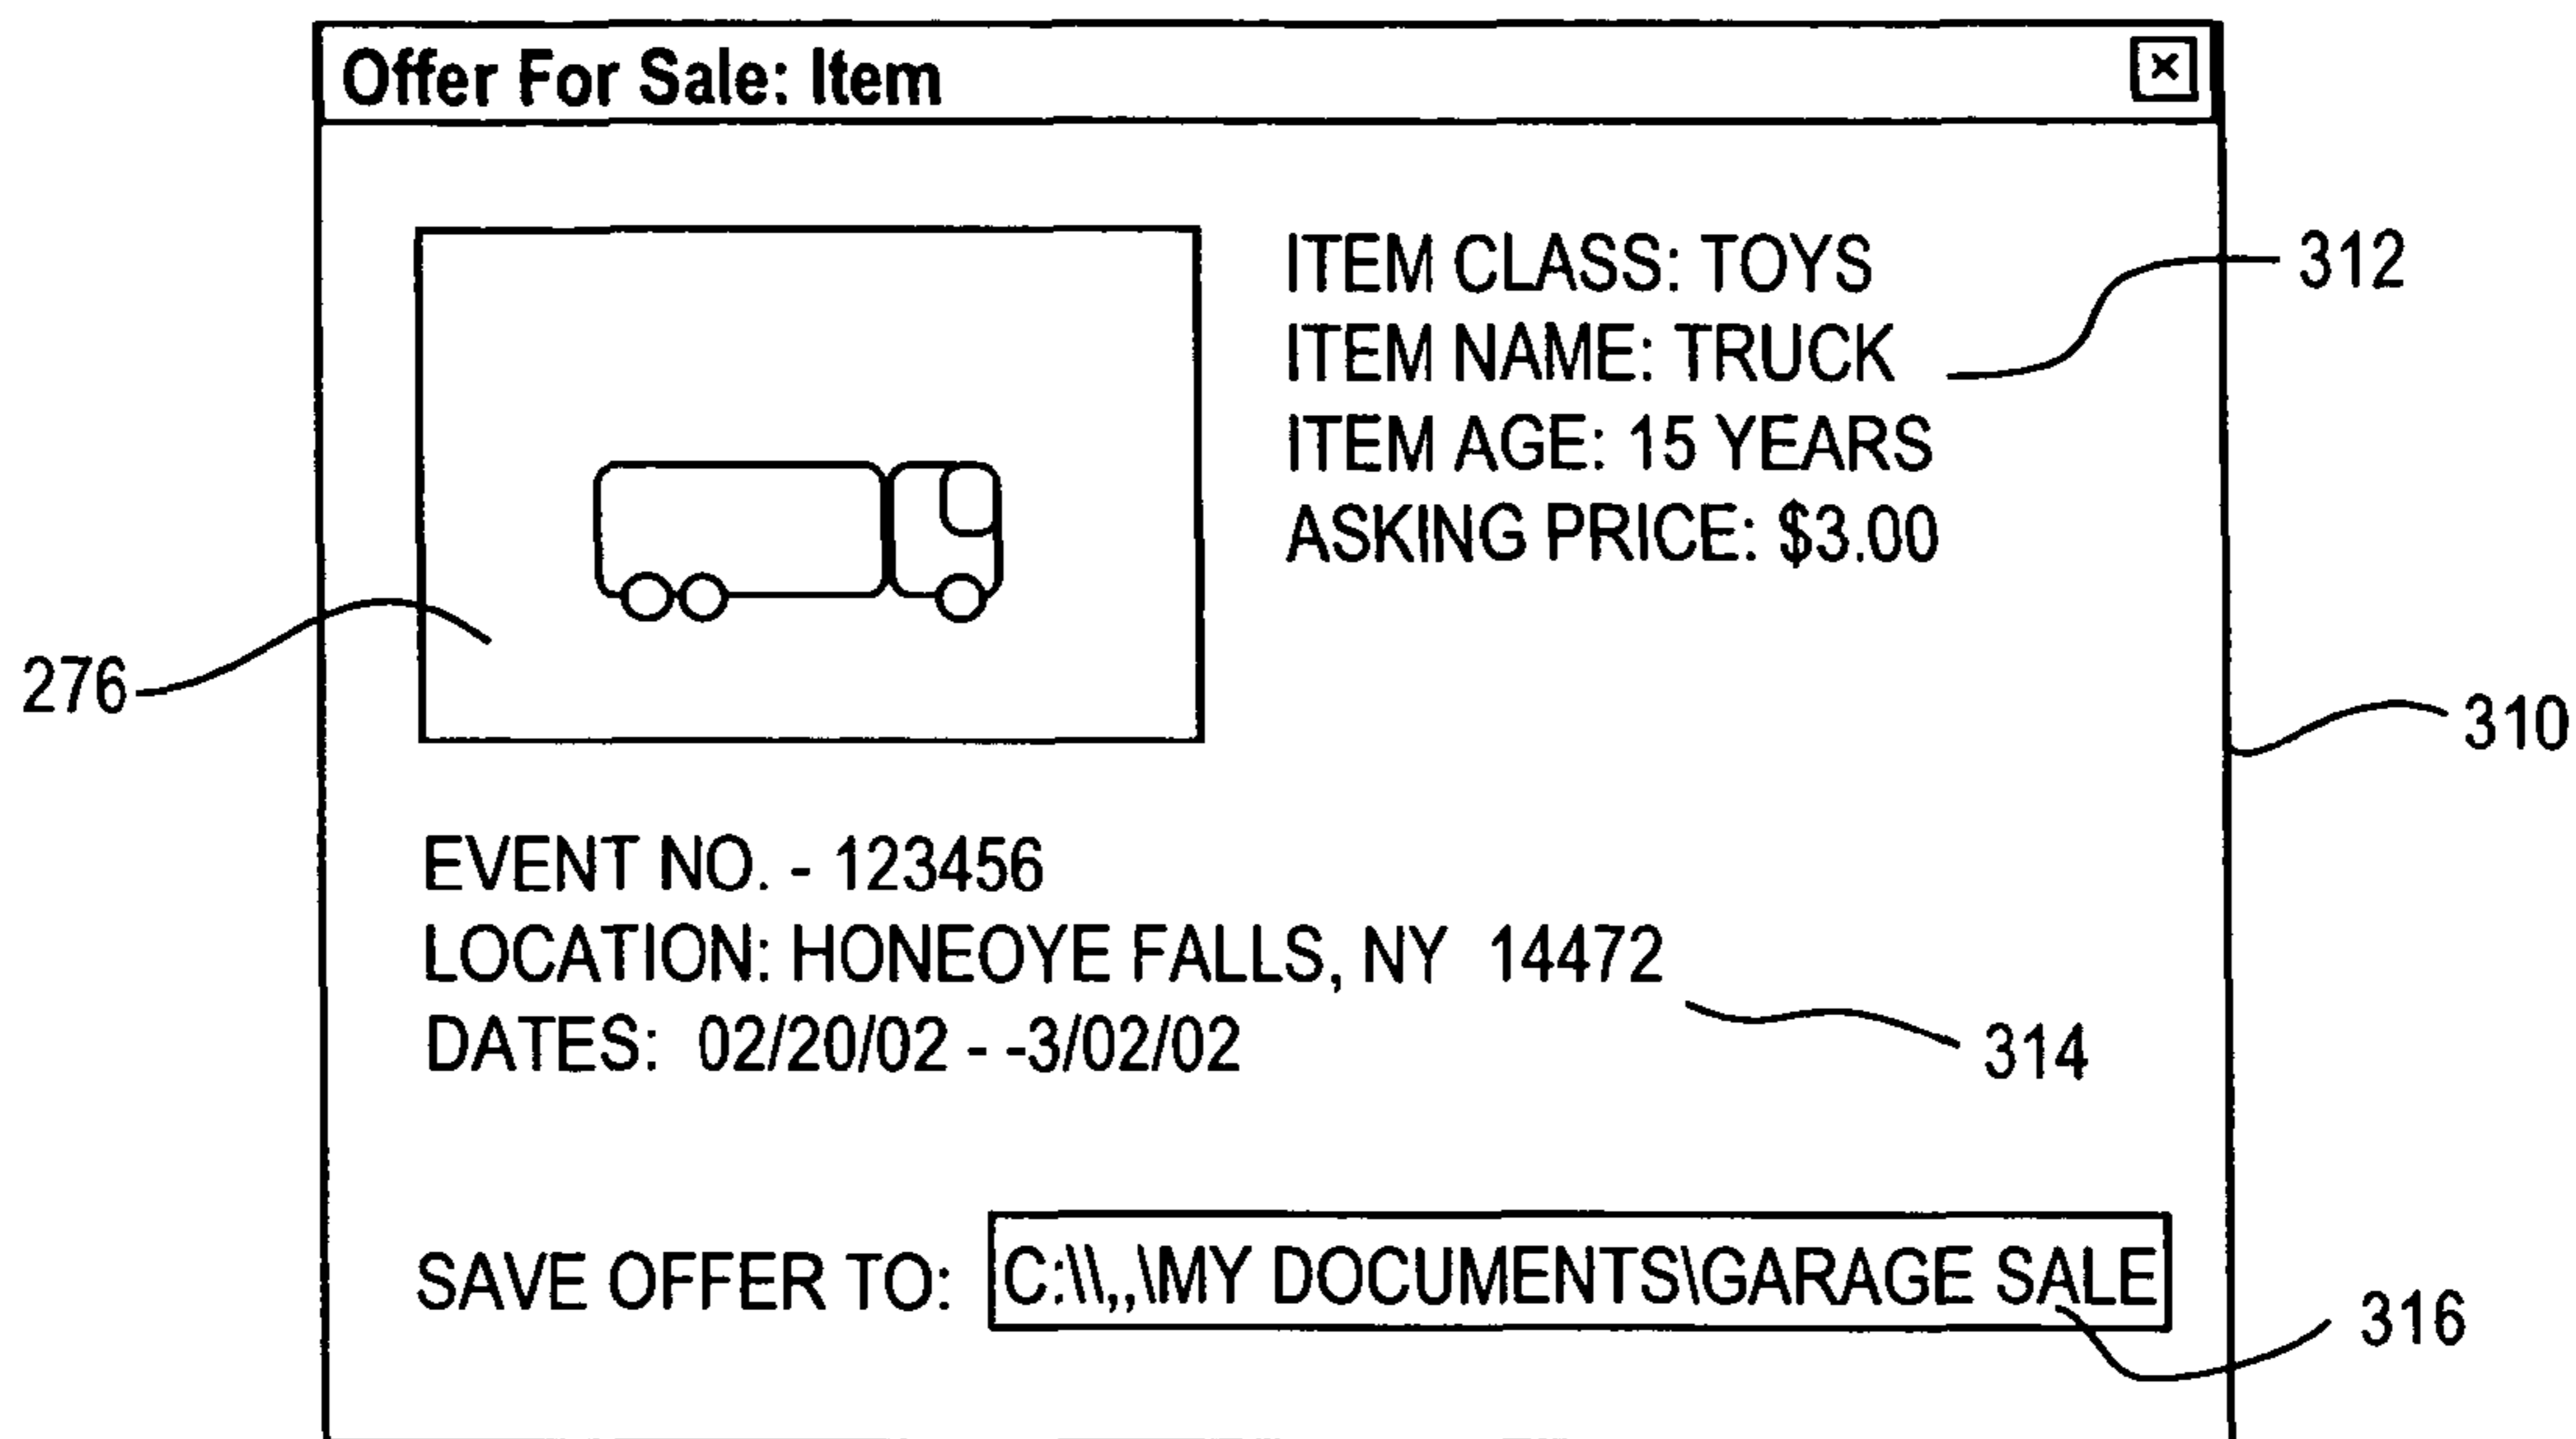 Offer For Sale: Item
x
ITEM CLASS: TOYS
312
ITEM NAME: TRUCK
ITEM AGE: 15 YEARS
ASKING PRICE: $3.00
276
310
EVENT NO. - 123456
LOCATION: HONEOYE FALLS, NY 14472
DATES: 02/20/02 - -3/02/02
314
SAVE OFFER TO: C:\\,,\MY DOCUMENTS\GARAGE SALE
316